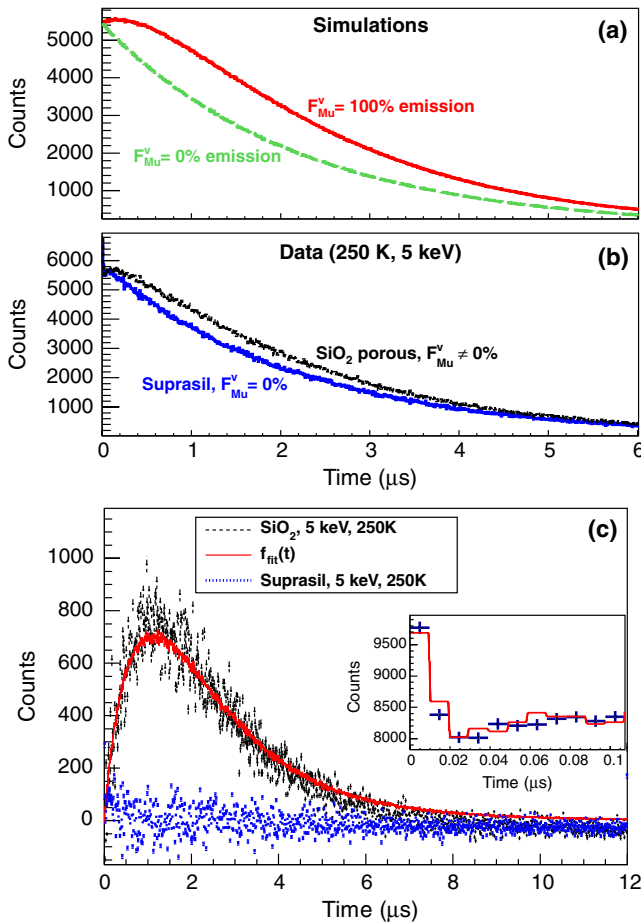 Simulations
(a)
Counts
5000
4000
3000
2000
1000
F^v_Mu = 100% emission
F^v_Mu = 0% emission
Data (250 K, 5 keV)
(b)
Counts
6000
5000
4000
3000
2000
1000
SiO₂ porous, F^v_Mu ≠ 0%
Suprasil, F^v_Mu = 0%
0 1 2 3 4 5 6
Time (μs)
(c)
SiO₂, 5 keV, 250K
f_fit(t)
Suprasil, 5 keV, 250K
Counts
1000
800
600
400
200
0
0 2 4 6 8 10 12
Time (μs)
Counts
9500
9000
8500
8000
0 0.02 0.04 0.06 0.08 0.1
Time (μs)